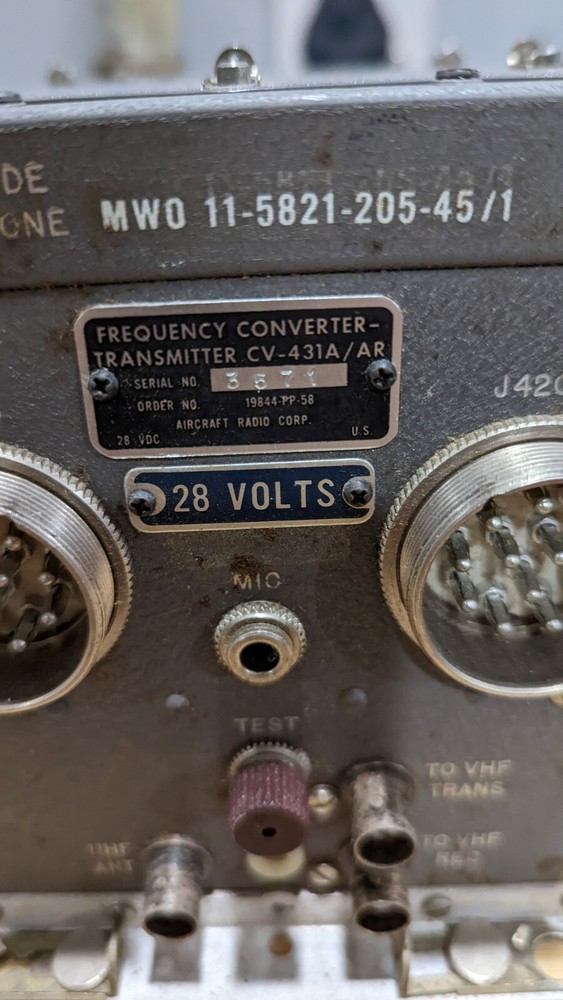 DE
ONE
MWO 11-5821-205-45/1
FREQUENCY CONVERTER-
TRANSMITTER CV-431A/AR
SERIAL NO. 3671
ORDER NO. 19844-PP-58
AIRCRAFT RADIO CORP.
28 VDC U.S.
J420
28 VOLTS
MIC
TEST
TO VHF
TRANS
UHF
ANT
TO VHF
REC